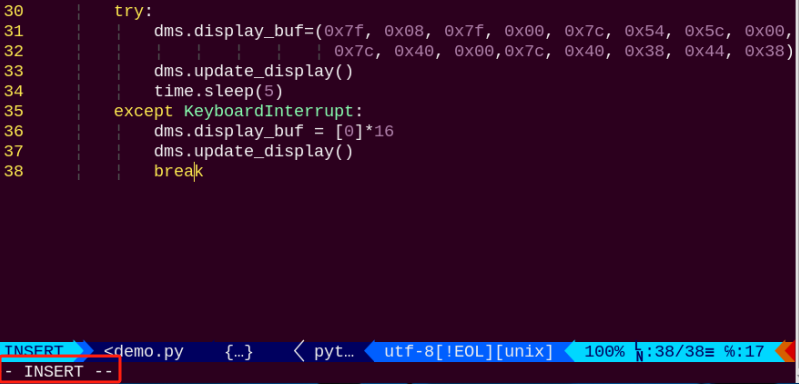 30 try:
31 dms.display_buf=(0x7f, 0x08, 0x7f, 0x00, 0x7c, 0x54, 0x5c, 0x00,
32 0x7c, 0x40, 0x00,0x7c, 0x40, 0x38, 0x44, 0x38)
33 dms.update_display()
34 time.sleep(5)
35 except KeyboardInterrupt:
36 dms.display_buf = [0]*16
37 dms.update_display()
38 break
INSERT <demo.py {…} pyt… utf-8[!EOL][unix] 100% LN:38/38≡ ℅:17
- INSERT --